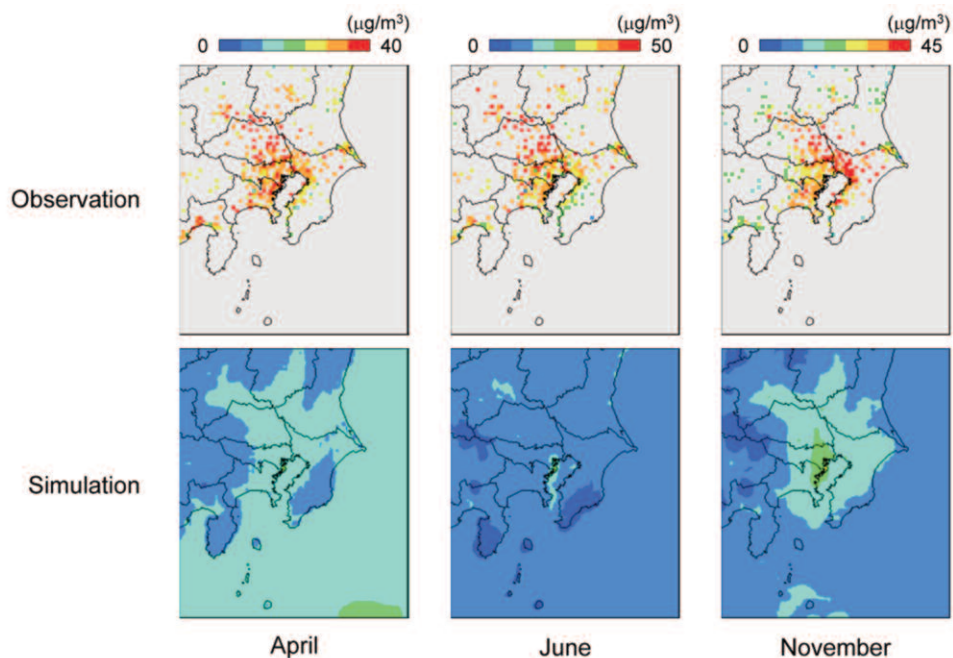 (μg/m³) (μg/m³) (μg/m³)
0 40 0 50 0 45
Observation
Simulation
April June November